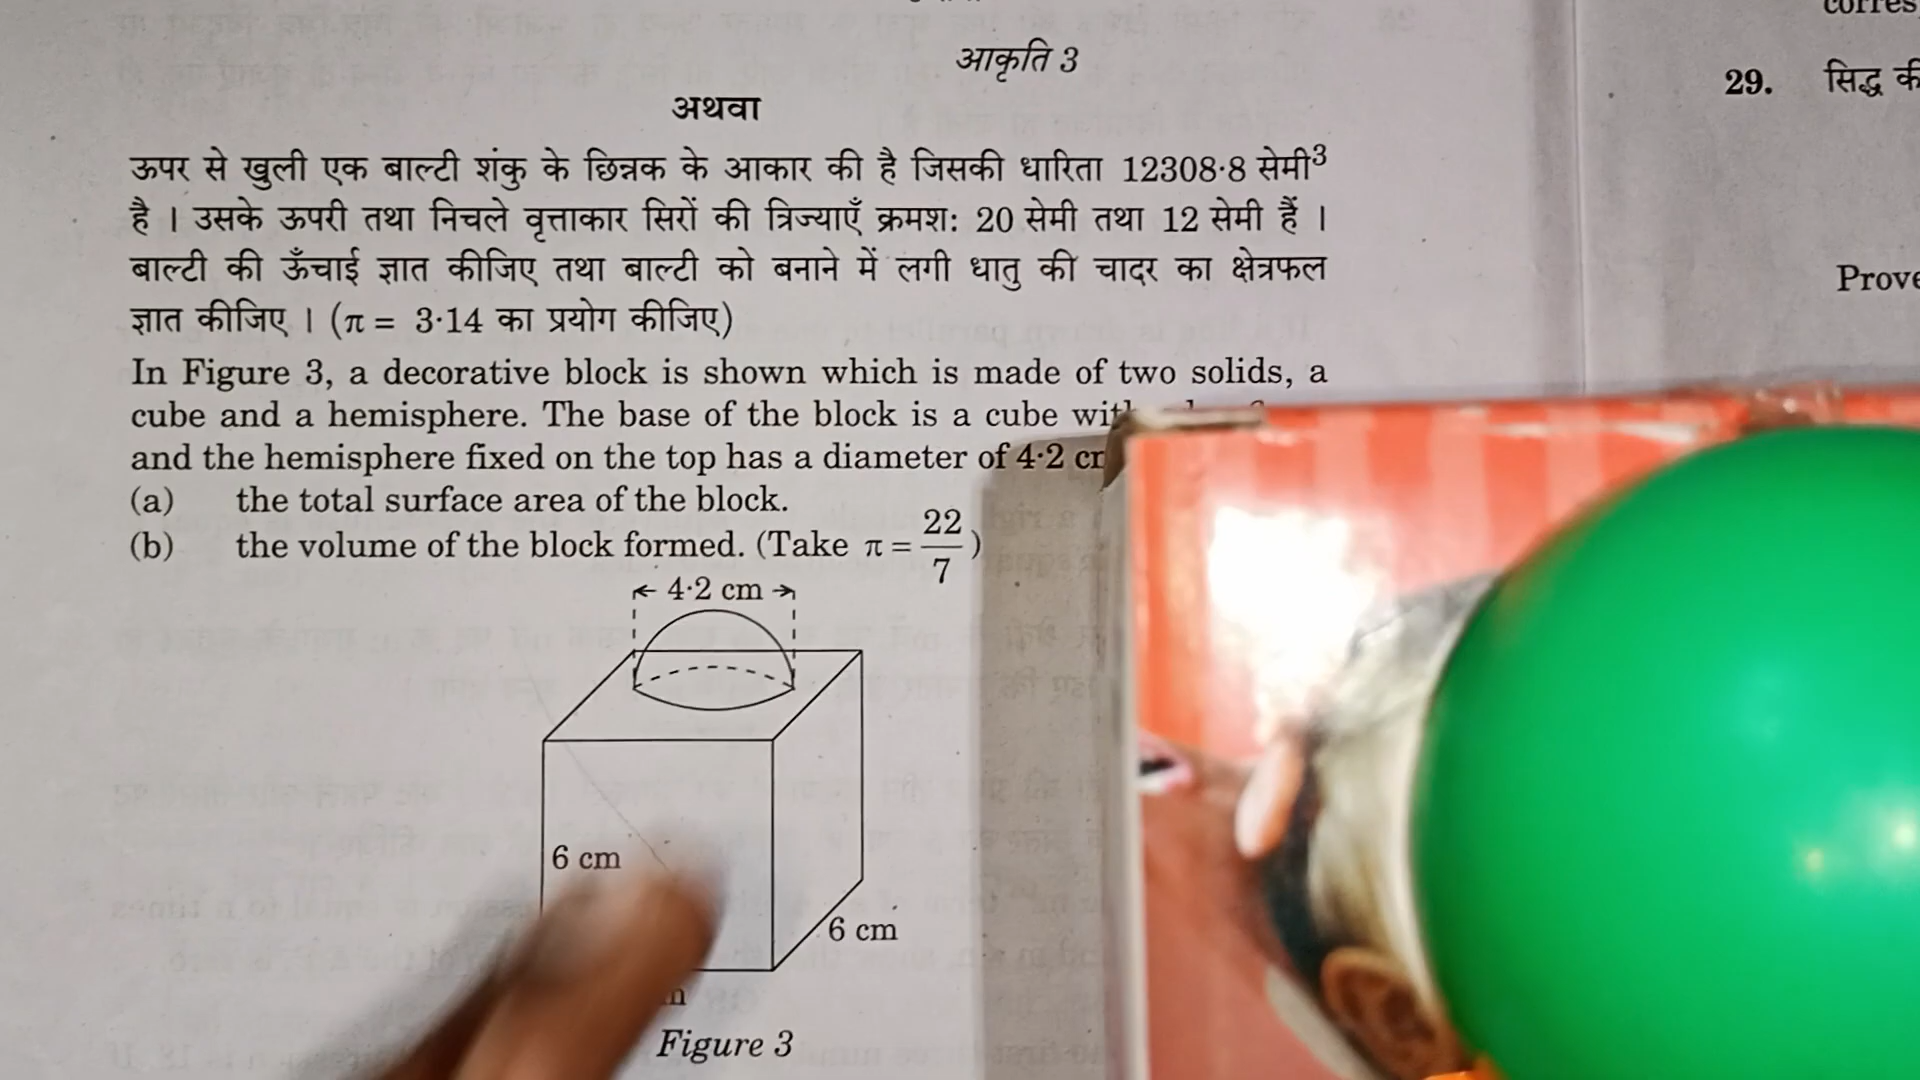 corres
आकृति 3
29. सिद्ध की
अथवा
ऊपर से खुली एक बाल्टी शंकु के छिन्नक के आकार की है जिसकी धारिता 12308·8 सेमी³
है । उसके ऊपरी तथा निचले वृत्ताकार सिरों की त्रिज्याएँ क्रमश: 20 सेमी तथा 12 सेमी हैं ।
बाल्टी की ऊँचाई ज्ञात कीजिए तथा बाल्टी को बनाने में लगी धातु की चादर का क्षेत्रफल
ज्ञात कीजिए । (π = 3·14 का प्रयोग कीजिए)
Prove
In Figure 3, a decorative block is shown which is made of two solids, a
cube and a hemisphere. The base of the block is a cube
and the hemisphere fixed on the top has a diameter of 4·2
(a) the total surface area of the block.
(b) the volume of the block formed. (Take π = 22/7)
4·2 cm
6 cm
6 cm
Figure 3